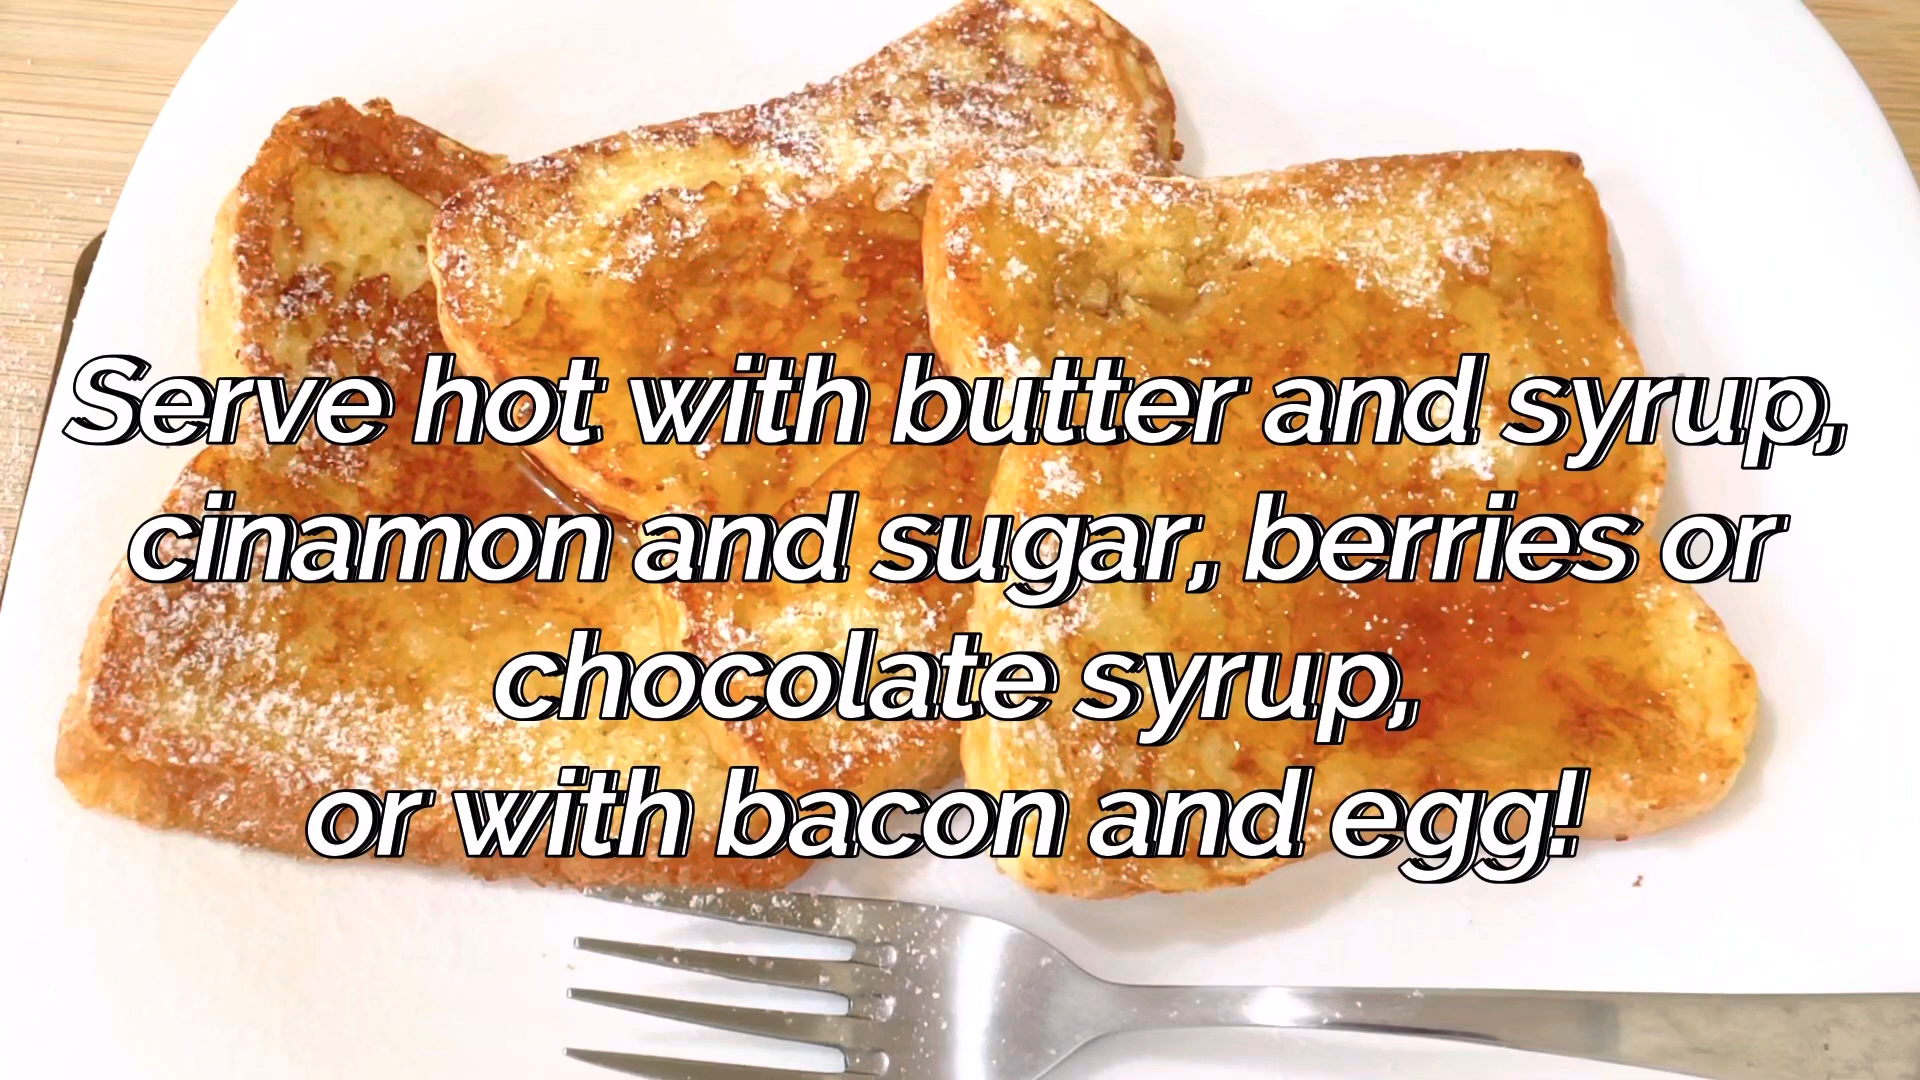 Serve hot with butter and syrup,
cinamon and sugar, berries or
chocolate syrup,
or with bacon and egg!